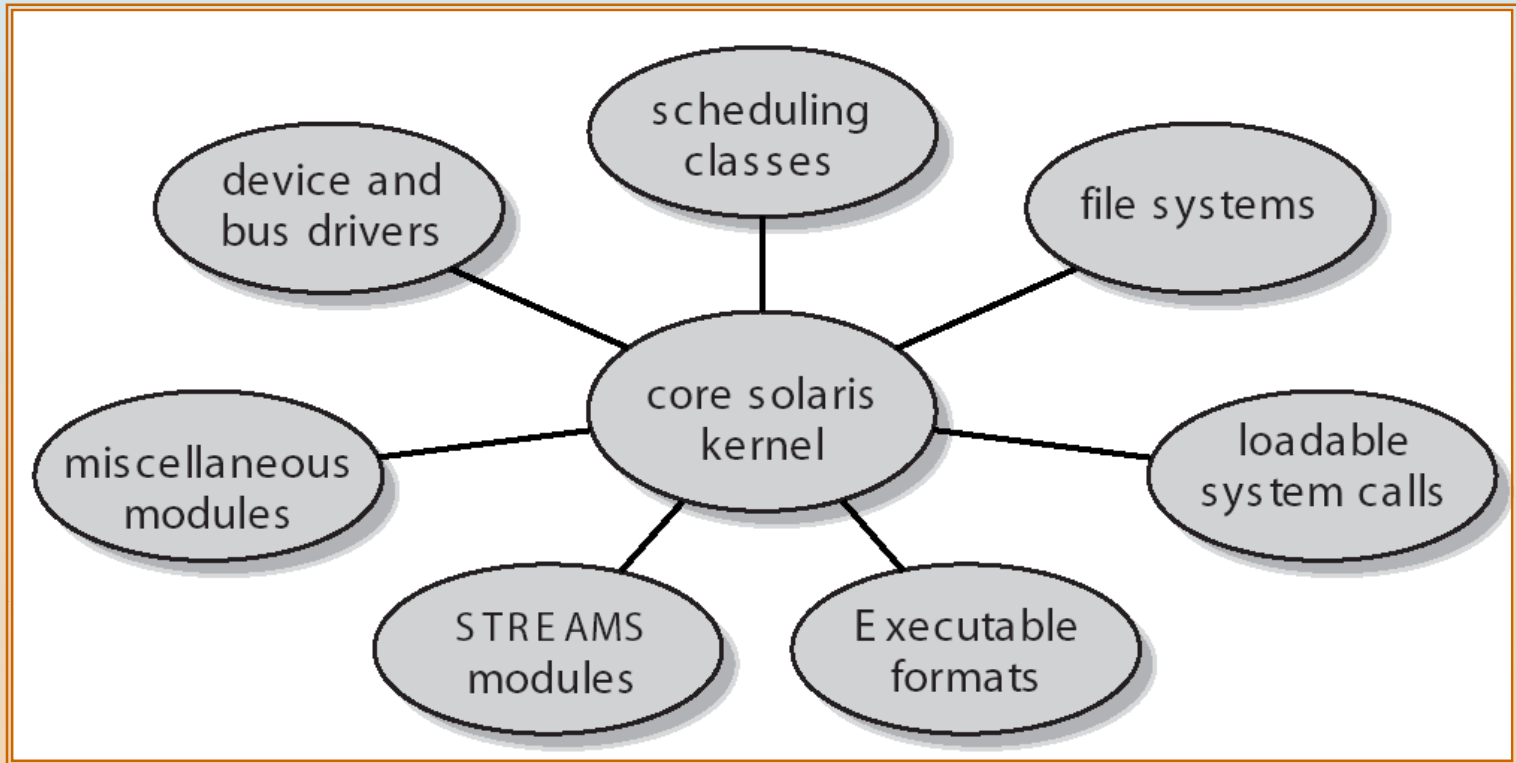 scheduling
classes
device and
bus drivers
file systems
core solaris
kernel
miscellaneous
modules
loadable
system calls
STREAMS
modules
Executable
formats